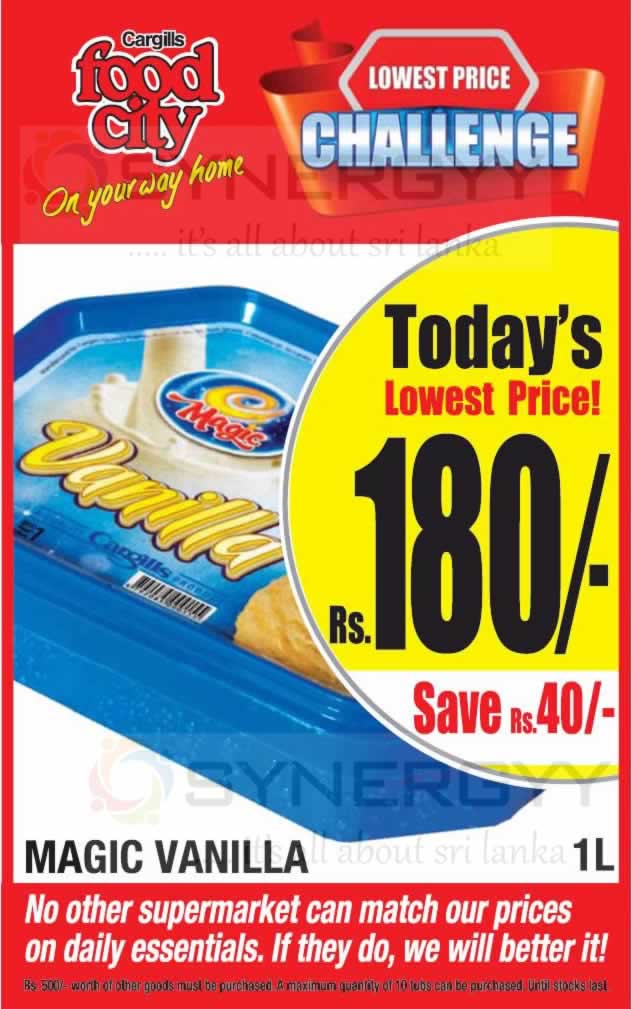 Cargills
food
city
On your way home
LOWEST PRICE
CHALLENGE
SYNERGYY
..... it's all about sri lanka
Today's
Lowest Price!
Rs.180/-
Save Rs.40/-
Magic
Vanilla
Cargills
SYNERGYY
..... it's all about sri lanka
MAGIC VANILLA 1L
No other supermarket can match our prices
on daily essentials. If they do, we will better it!
Rs. 500/- worth of other goods must be purchased. A maximum quantity of 10 tubs can be purchased. Until stocks last